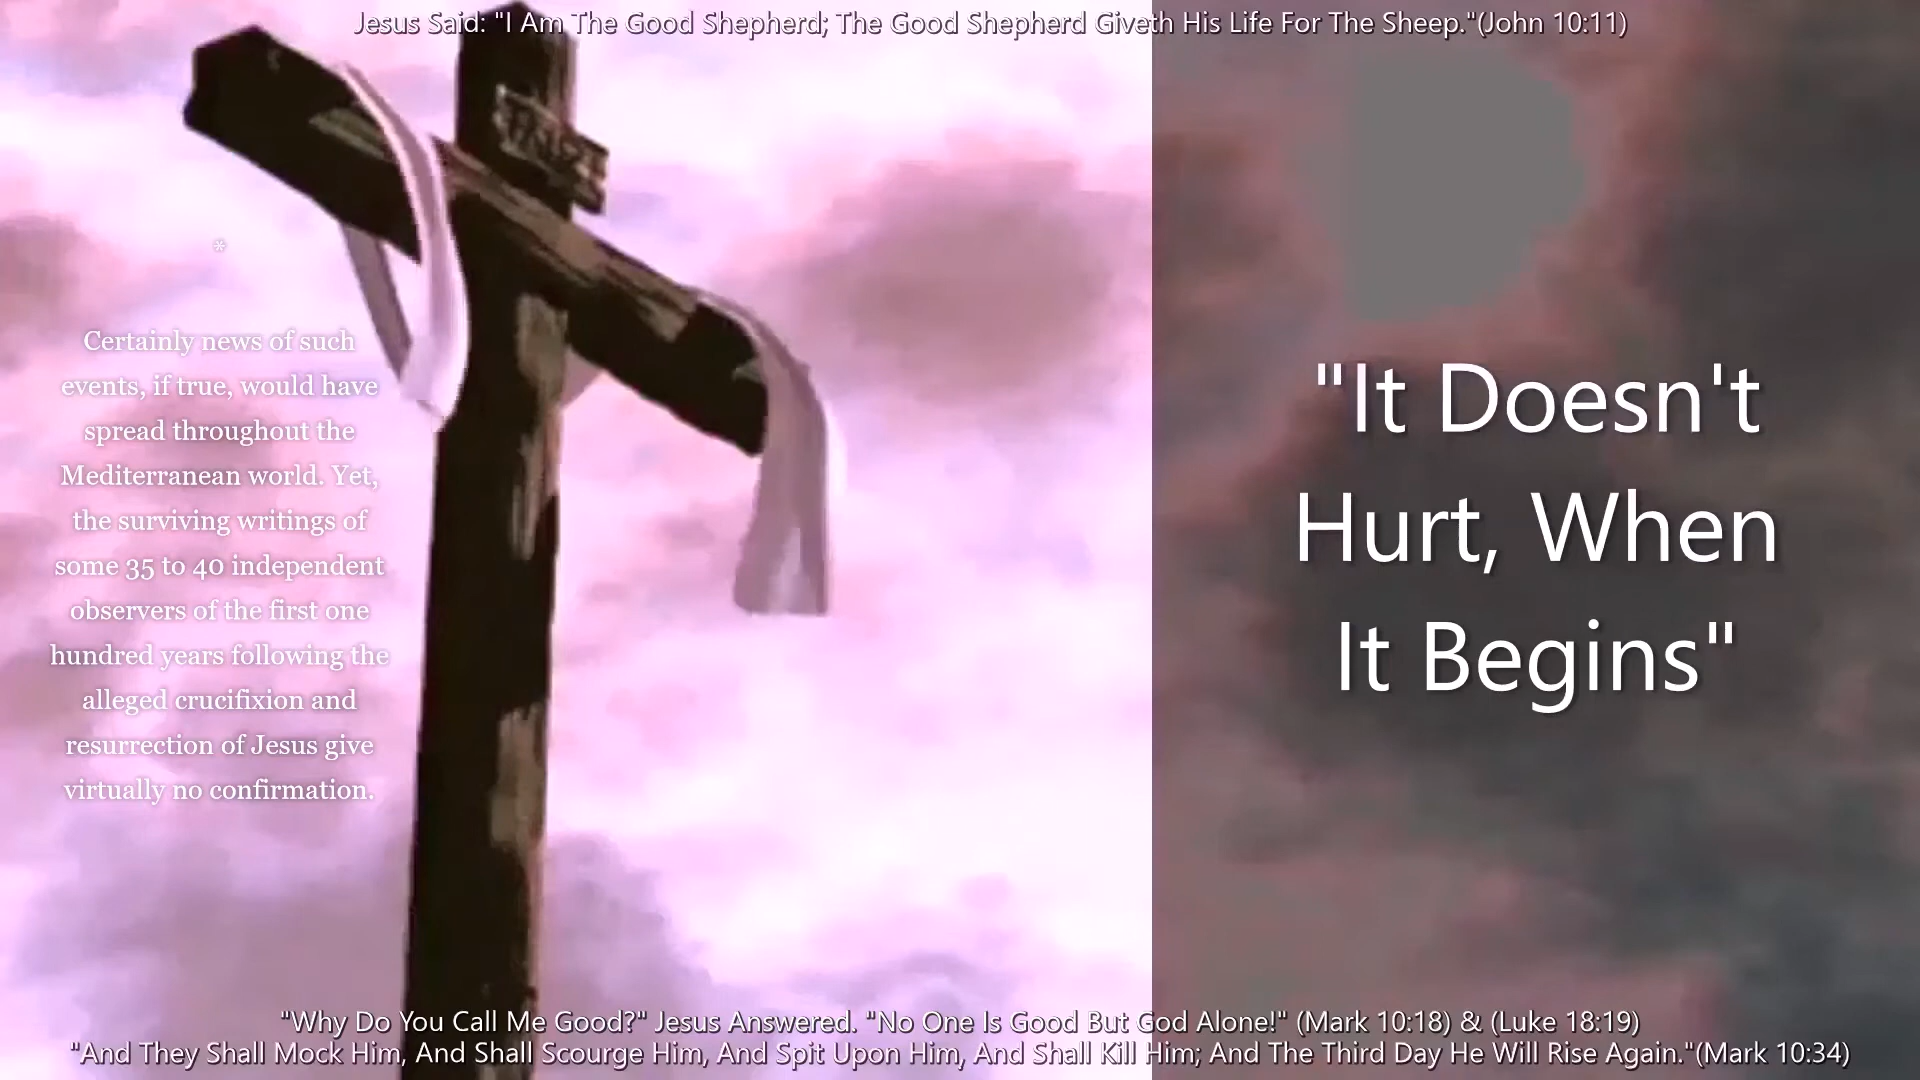 Jesus Said: "I Am The Good Shepherd; The Good Shepherd Giveth His Life For The Sheep."(John 10:11)
*
Certainly news of such
events, if true, would have
spread throughout the
Mediterranean world. Yet,
the surviving writings of
some 35 to 40 independent
observers of the first one
hundred years following the
alleged crucifixion and
resurrection of Jesus give
virtually no confirmation.
"It Doesn't
Hurt, When
It Begins"
"Why Do You Call Me Good?" Jesus Answered. "No One Is Good But God Alone!" (Mark 10:18) & (Luke 18:19)
"And They Shall Mock Him, And Shall Scourge Him, And Spit Upon Him, And Shall Kill Him; And The Third Day He Will Rise Again."(Mark 10:34)